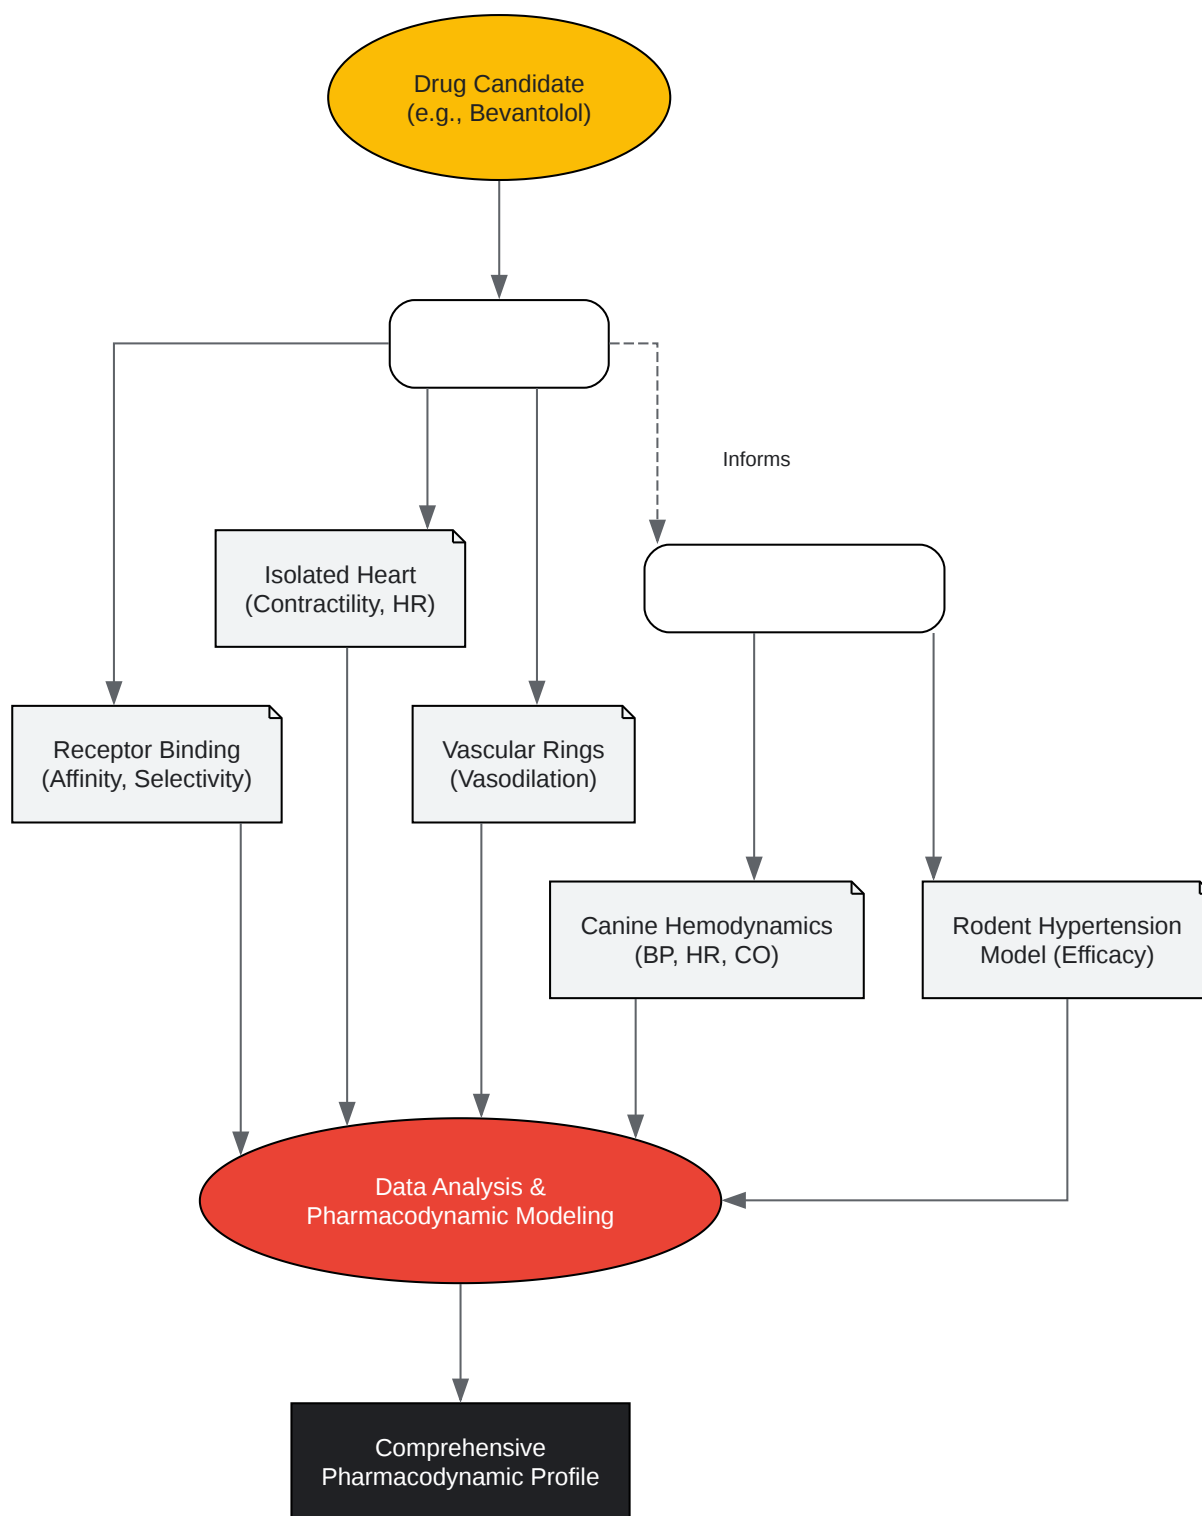 Drug Candidate
(e.g., Bevantolol)
Informs
Isolated Heart
(Contractility, HR)
Receptor Binding
(Affinity, Selectivity)
Vascular Rings
(Vasodilation)
Canine Hemodynamics
(BP, HR, CO)
Rodent Hypertension
Model (Efficacy)
Data Analysis &
Pharmacodynamic Modeling
Comprehensive
Pharmacodynamic Profile